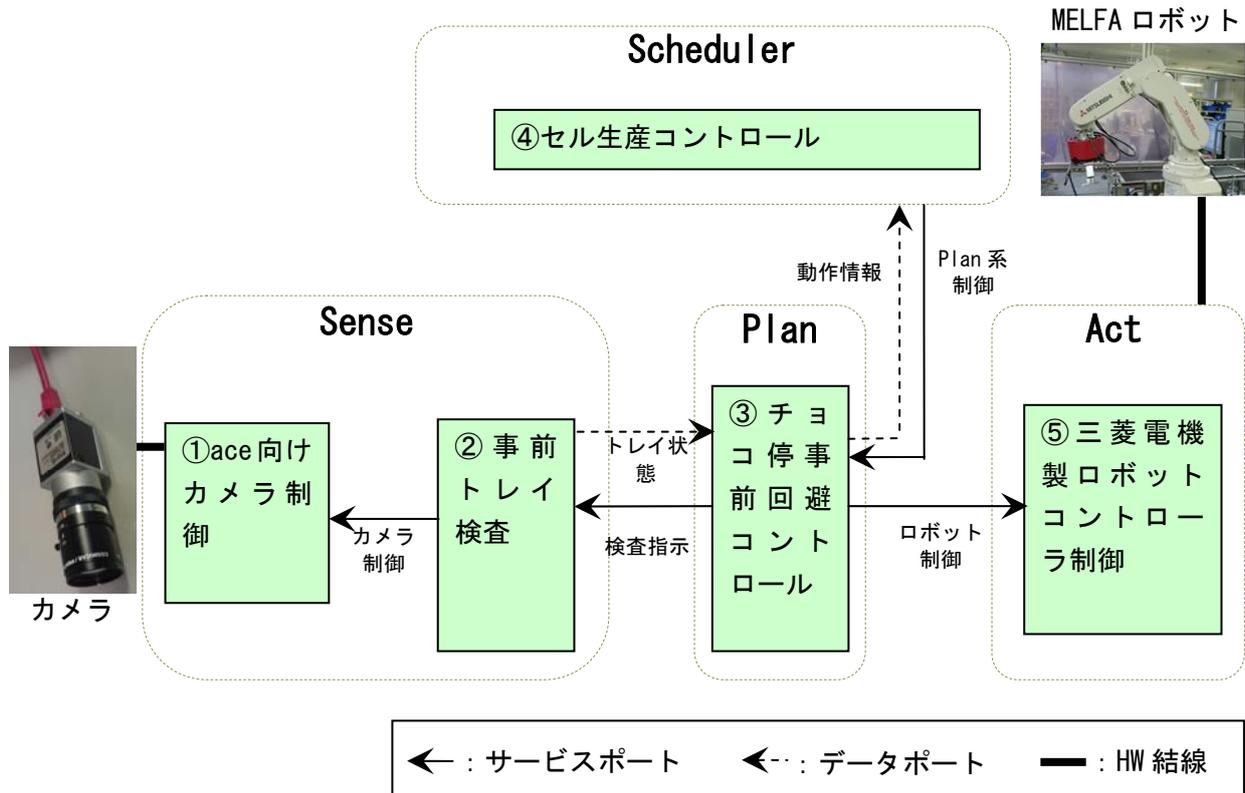 MELFA ロボット
Scheduler
④セル生産コントロール
MITSUBISHI
動作情報
Plan 系
制御
Sense
Plan
Act
①ace 向け
カメラ制
御
②事前
トレイ
検査
トレイ状
態
③チョ
コ停事
前回避
コント
ロール
⑤三菱電機
製ロボット
コントロー
ラ制御
カメラ
制御
検査指示
ロボット
制御
カメラ
：サービスポート
：データポート
：HW 結線